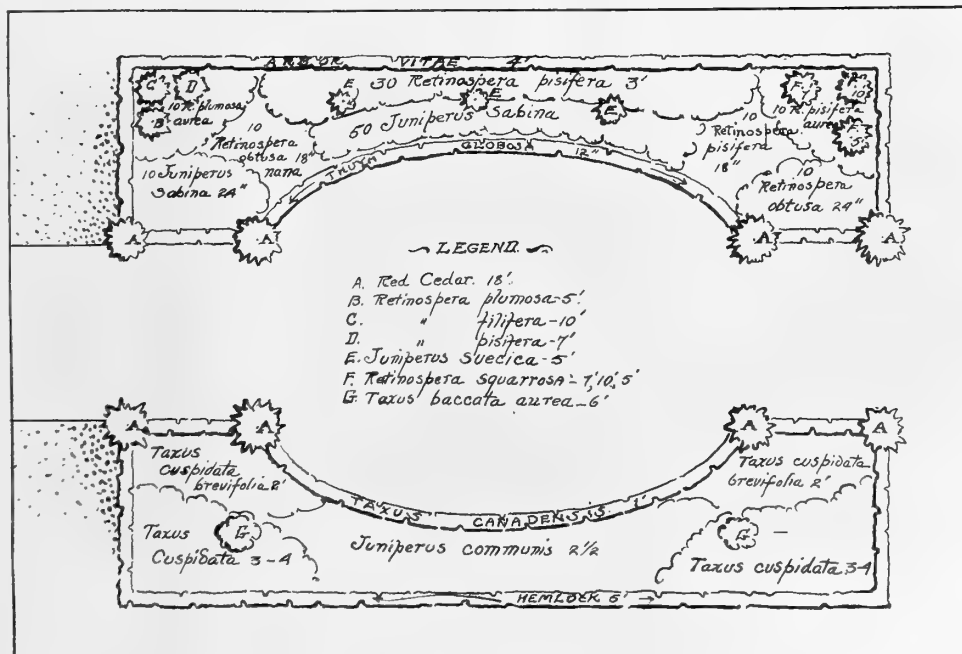 ARBOR VITAE 4'
C D
B
10 R. plumosa
aurea
E 30 Retinospera pisifera 3'
E
E
50 Juniperus Sabina
F 7
F 10
F 5
10 R. pisifera
aurea
10
Retinospera
obtusa 18"
nana
10
Retinospera
pisifera
18"
10 Juniperus
Sabina 24"
10
Retinospera
obtusa 24"
THUYA GLOBOSA 12"
A A A A
LEGEND.
A. Red Cedar. 18'.
B. Retinospera plumosa-5'.
C. " filifera-10'
D. " pisifera-7'
E. Juniperus Suecica-5'
F. Retinospera squarrosa-7', 10', 5'
G. Taxus baccata aurea-6'
A A A A
Taxus
cuspidata
brevifolia 2'
Taxus cuspidata
brevifolia 2'
TAXUS CANADENSIS. 1'
G
Taxus
Cuspidata 3-4
Juniperus communis 2½
G
Taxus cuspidata 3-4
HEMLOCK 6'